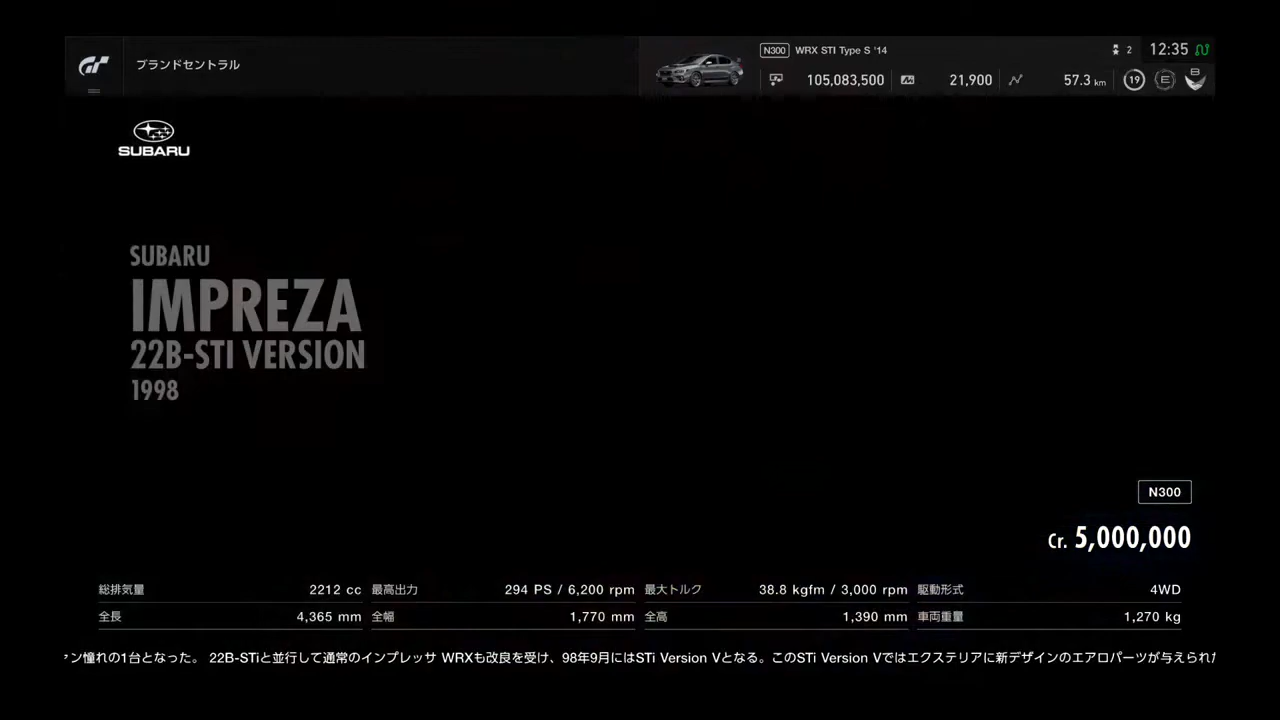 ブランドセントラル
N300 WRX STI Type S '14
2 12:35
105,083,500 21,900 57.3 km 19 E B
SUBARU
SUBARU
IMPREZA
22B-STI VERSION
1998
N300
Cr. 5,000,000
総排気量 2212 cc 最高出力 294 PS / 6,200 rpm 最大トルク 38.8 kgfm / 3,000 rpm 駆動形式 4WD
全長 4,365 mm 全幅 1,770 mm 全高 1,390 mm 車両重量 1,270 kg
ン憧れの1台となった。 22B-STiと並行して通常のインプレッサ WRXも改良を受け、98年9月にはSTi Version Vとなる。このSTi Version Vではエクステリアに新デザインのエアロパーツが与えられた